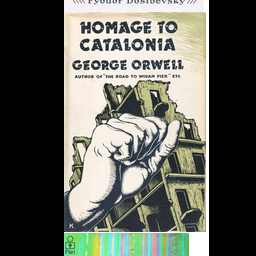 Fyodor Dostoevsky
HOMAGE TO
CATALONIA
GEORGE ORWELL
AUTHOR OF "THE ROAD TO WIGAN PIER" ETC
K